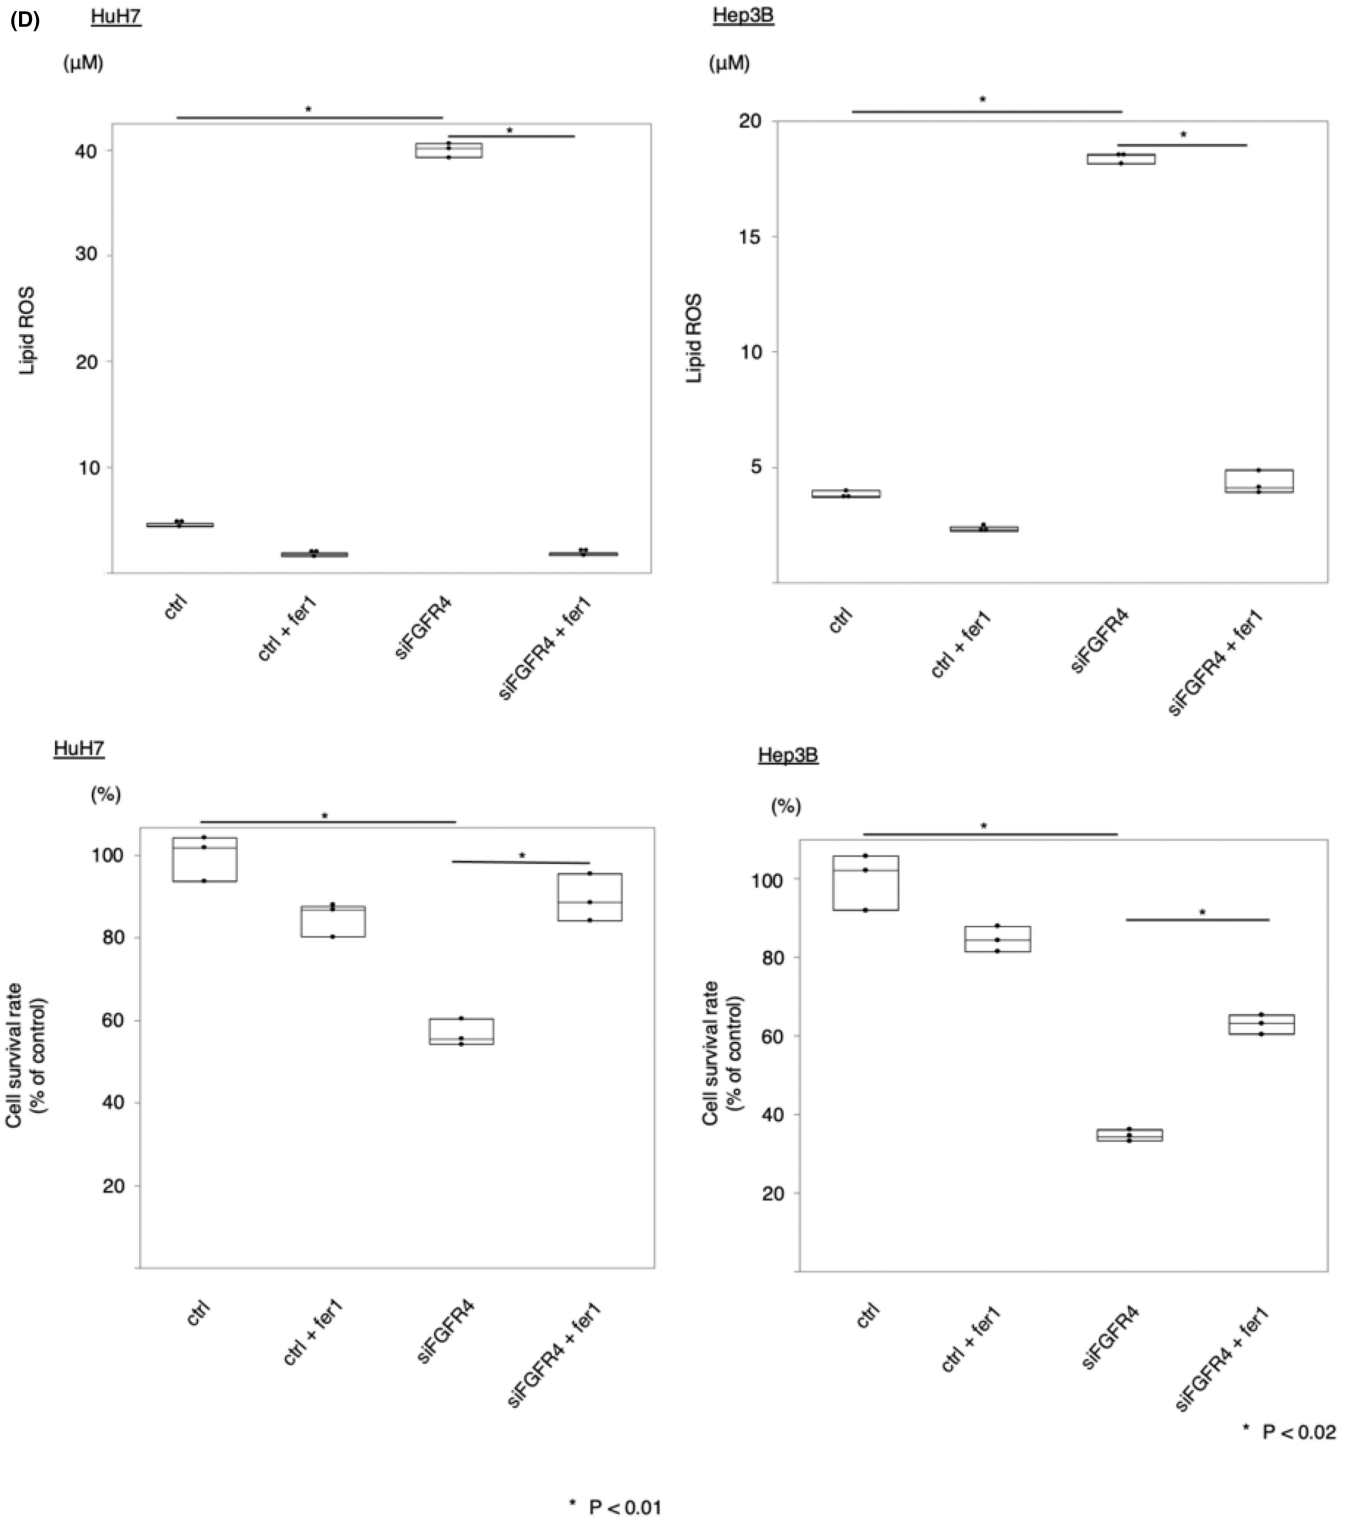 (D)
HuH7
(μM)
*
*
40
30
20
10
Lipid ROS
ctrl
ctrl + fer1
siFGFR4
siFGFR4 + fer1
Hep3B
(μM)
*
*
20
15
10
5
Lipid ROS
ctrl
ctrl + fer1
siFGFR4
siFGFR4 + fer1
HuH7
(%)
*
*
100
80
60
40
20
Cell survival rate
(% of control)
ctrl
ctrl + fer1
siFGFR4
siFGFR4 + fer1
Hep3B
(%)
*
*
100
80
60
40
20
Cell survival rate
(% of control)
ctrl
ctrl + fer1
siFGFR4
siFGFR4 + fer1
* P < 0.02
* P < 0.01